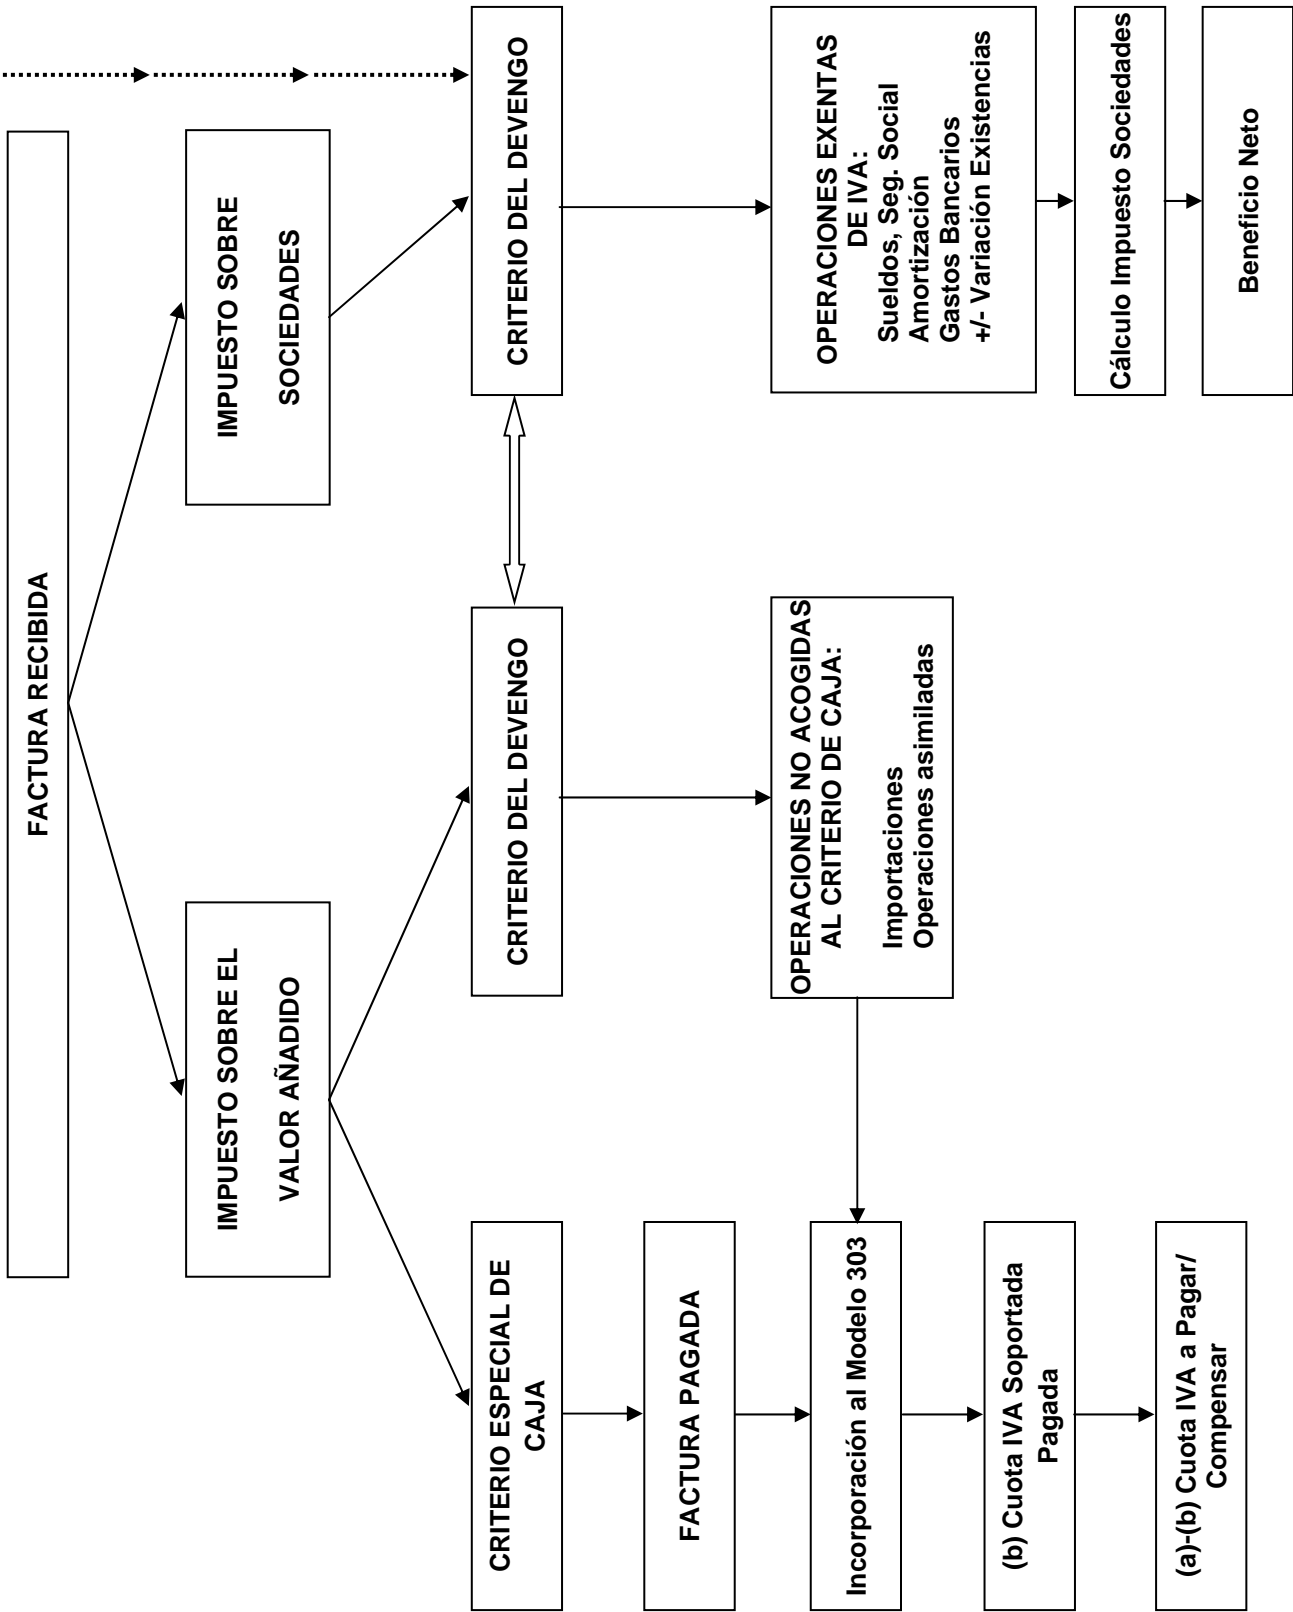 FACTURA RECIBIDA
IMPUESTO SOBRE EL
VALOR AÑADIDO
IMPUESTO SOBRE
SOCIEDADES
CRITERIO ESPECIAL DE
CAJA
CRITERIO DEL DEVENGO
CRITERIO DEL DEVENGO
FACTURA PAGADA
OPERACIONES NO ACOGIDAS
AL CRITERIO DE CAJA:
Importaciones
Operaciones asimiladas
OPERACIONES EXENTAS
DE IVA:
Sueldos, Seg. Social
Amortización
Gastos Bancarios
+/- Variación Existencias
Incorporación al Modelo 303
(b) Cuota IVA Soportada
Pagada
Cálculo Impuesto Sociedades
(a)-(b) Cuota IVA a Pagar/
Compensar
Beneficio Neto